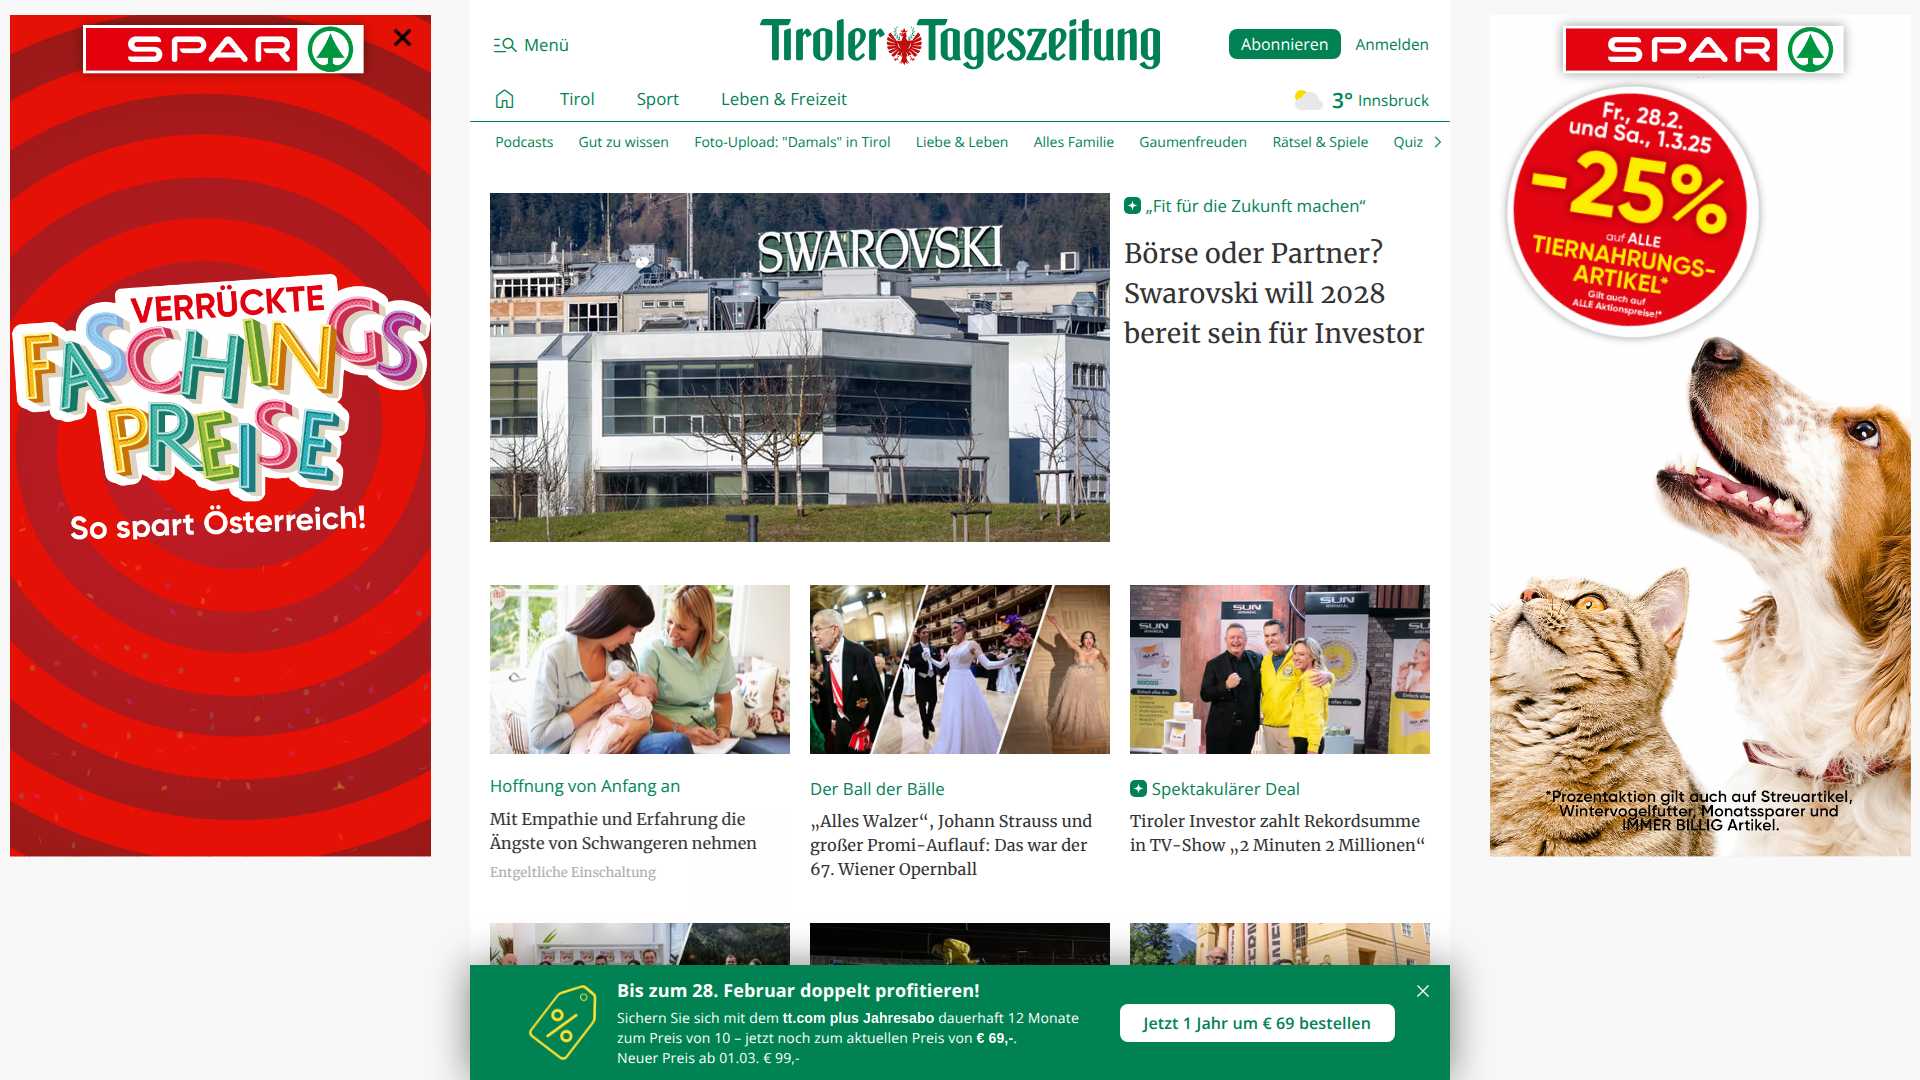 SPAR
VERRÜCKTE
FASCHINGS
PREISE
So spart Österreich!
Menü
Tiroler Tageszeitung
Abonnieren
Anmelden
Tirol
Sport
Leben & Freizeit
3° Innsbruck
Podcasts
Gut zu wissen
Foto-Upload: "Damals" in Tirol
Liebe & Leben
Alles Familie
Gaumenfreuden
Rätsel & Spiele
Quiz
SWAROVSKI
„Fit für die Zukunft machen“
Börse oder Partner?
Swarovski will 2028
bereit sein für Investor
SUN
SUN
SUN
Hoffnung von Anfang an
Mit Empathie und Erfahrung die
Ängste von Schwangeren nehmen
Entgeltliche Einschaltung
Der Ball der Bälle
„Alles Walzer“, Johann Strauss und
großer Promi-Auflauf: Das war der
67. Wiener Opernball
Spektakulärer Deal
Tiroler Investor zahlt Rekordsumme
in TV-Show „2 Minuten 2 Millionen“
Bis zum 28. Februar doppelt profitieren!
Sichern Sie sich mit dem tt.com plus Jahresabo dauerhaft 12 Monate
zum Preis von 10 – jetzt noch zum aktuellen Preis von € 69,-.
Neuer Preis ab 01.03. € 99,-
Jetzt 1 Jahr um € 69 bestellen
SPAR
Fr., 28.2.
und Sa., 1.3.25
-25%
auf ALLE
TIERNAHRUNGS-
ARTIKEL*
Gilt auch auf
ALLE Aktionspreise!*
*Prozentaktion gilt auch auf Streuartikel,
Wintervogelfutter, Monatssparer und
IMMER BILLIG Artikel.